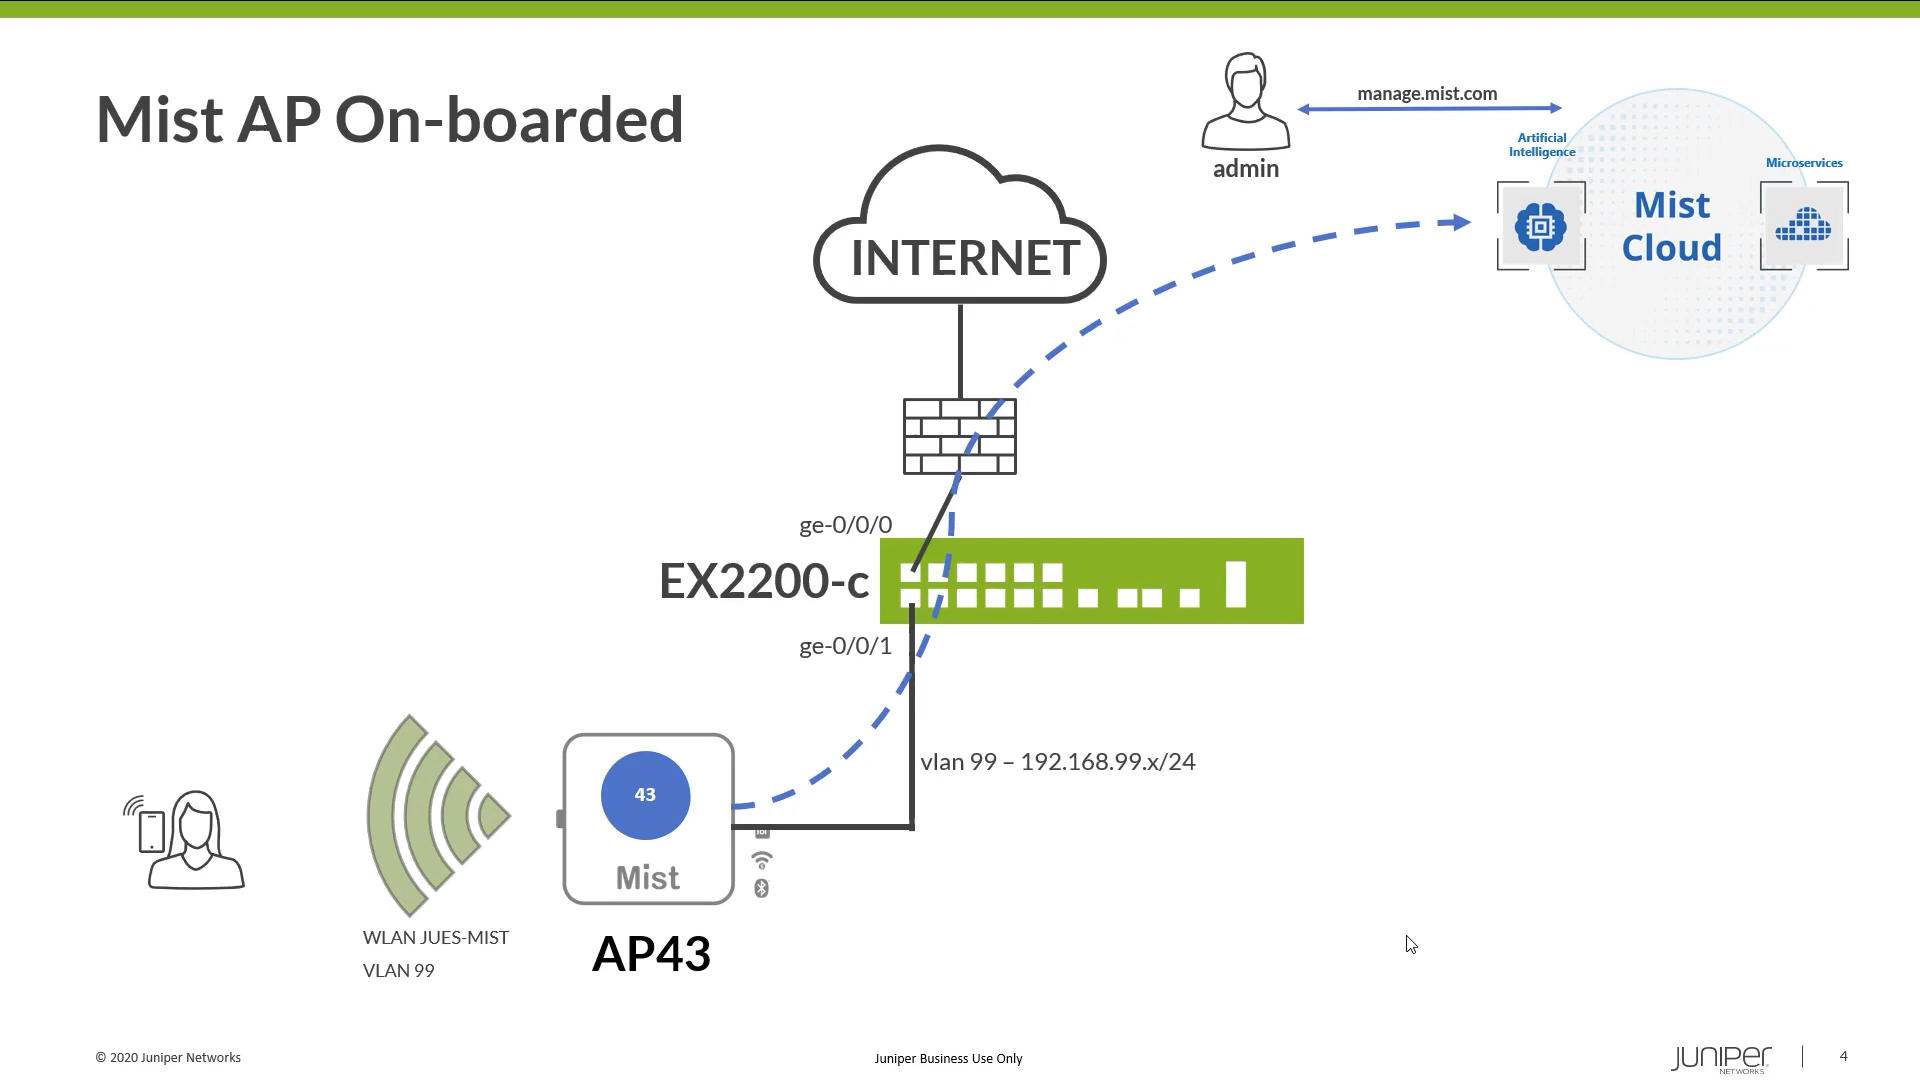 Mist AP On-boarded
manage.mist.com
admin
Artificial
Intelligence
Microservices
Mist
Cloud
INTERNET
ge-0/0/0
EX2200-c
ge-0/0/1
vlan 99 – 192.168.99.x/24
43
Mist
AP43
WLAN JUES-MIST
VLAN 99
© 2020 Juniper Networks
Juniper Business Use Only
JUNIPER
NETWORKS
4